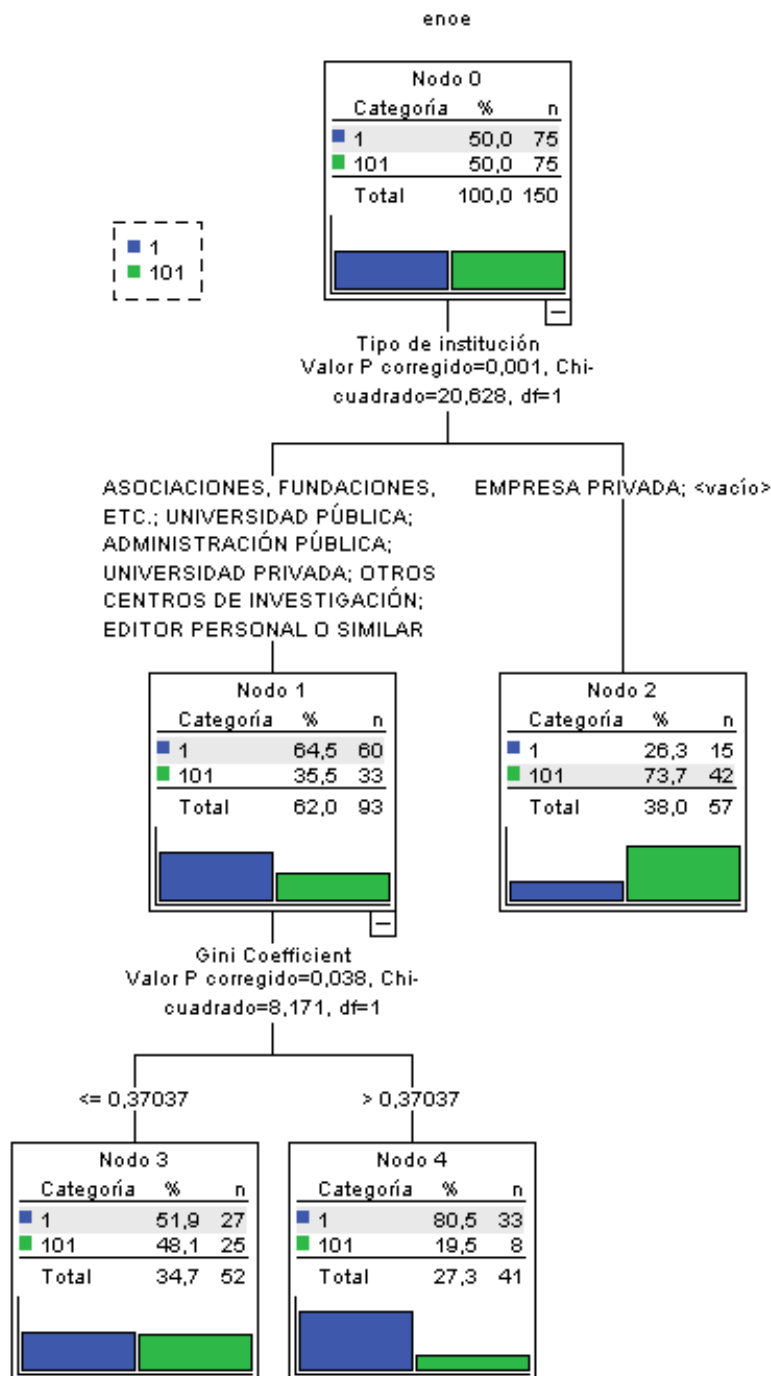 enoe
Nodo 0
Categoría % n
1 50,0 75
101 50,0 75
Total 100,0 150
1
101
Tipo de institución
Valor P corregido=0,001, Chi-
cuadrado=20,628, df=1
ASOCIACIONES, FUNDACIONES,
ETC.; UNIVERSIDAD PÚBLICA;
ADMINISTRACIÓN PÚBLICA;
UNIVERSIDAD PRIVADA; OTROS
CENTROS DE INVESTIGACIÓN;
EDITOR PERSONAL O SIMILAR
EMPRESA PRIVADA; <vacío>
Nodo 1
Categoría % n
1 64,5 60
101 35,5 33
Total 62,0 93
Nodo 2
Categoría % n
1 26,3 15
101 73,7 42
Total 38,0 57
Gini Coefficient
Valor P corregido=0,038, Chi-
cuadrado=8,171, df=1
<= 0,37037
> 0,37037
Nodo 3
Categoría % n
1 51,9 27
101 48,1 25
Total 34,7 52
Nodo 4
Categoría % n
1 80,5 33
101 19,5 8
Total 27,3 41